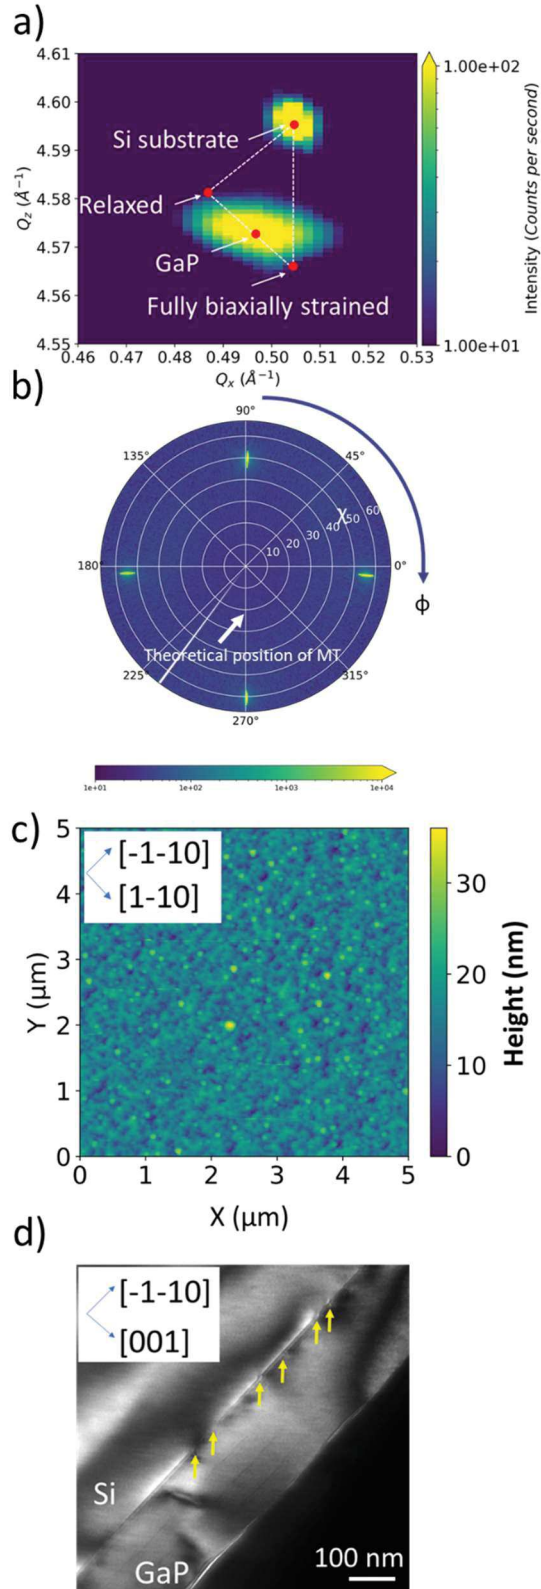 a)
4.61
4.60
4.59
4.58
4.57
4.56
4.55
Q_z (Å⁻¹)
Si substrate
Relaxed
GaP
Fully biaxially strained
0.46 0.47 0.48 0.49 0.50 0.51 0.52 0.53
Q_x (Å⁻¹)
1.00e+02
1.00e+01
Intensity (Counts per second)
b)
90°
135°
45°
χ
10 20 30 40 50 60
180°
0°
ϕ
Theoretical position of MT
225°
315°
270°
1e+01 1e+02 1e+03 1e+04
c)
[-1-10]
[1-10]
5
4
3
2
1
0
Y (μm)
0 1 2 3 4 5
X (μm)
30
20
10
0
Height (nm)
d)
[-1-10]
[001]
Si
GaP
100 nm